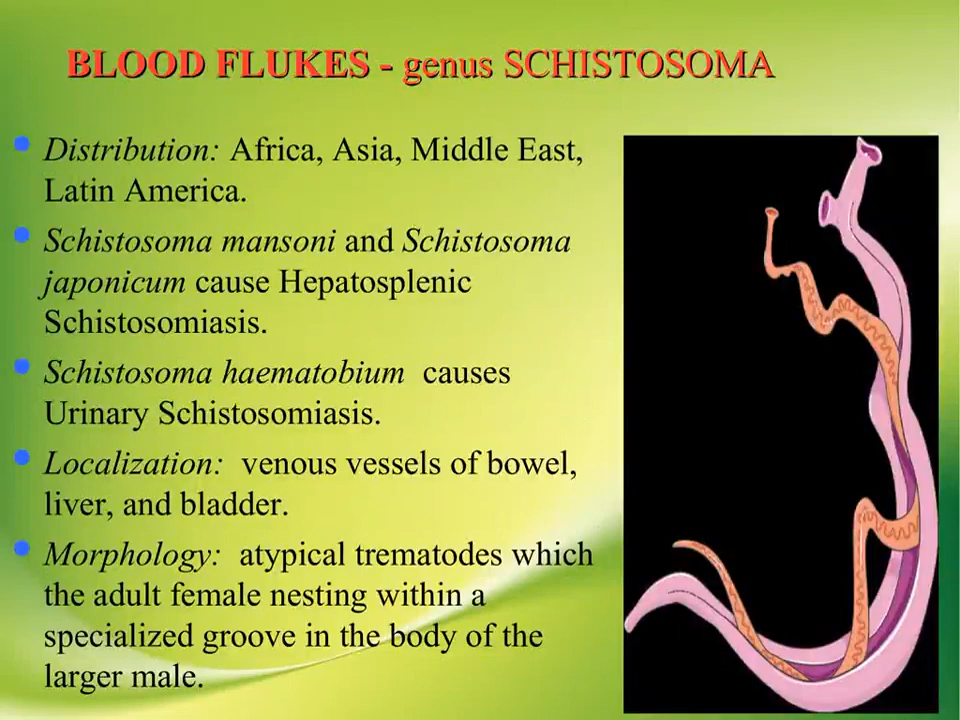 BLOOD FLUKES - genus SCHISTOSOMA
• Distribution: Africa, Asia, Middle East,
Latin America.
• Schistosoma mansoni and Schistosoma
japonicum cause Hepatosplenic
Schistosomiasis.
• Schistosoma haematobium causes
Urinary Schistosomiasis.
• Localization: venous vessels of bowel,
liver, and bladder.
• Morphology: atypical trematodes which
the adult female nesting within a
specialized groove in the body of the
larger male.